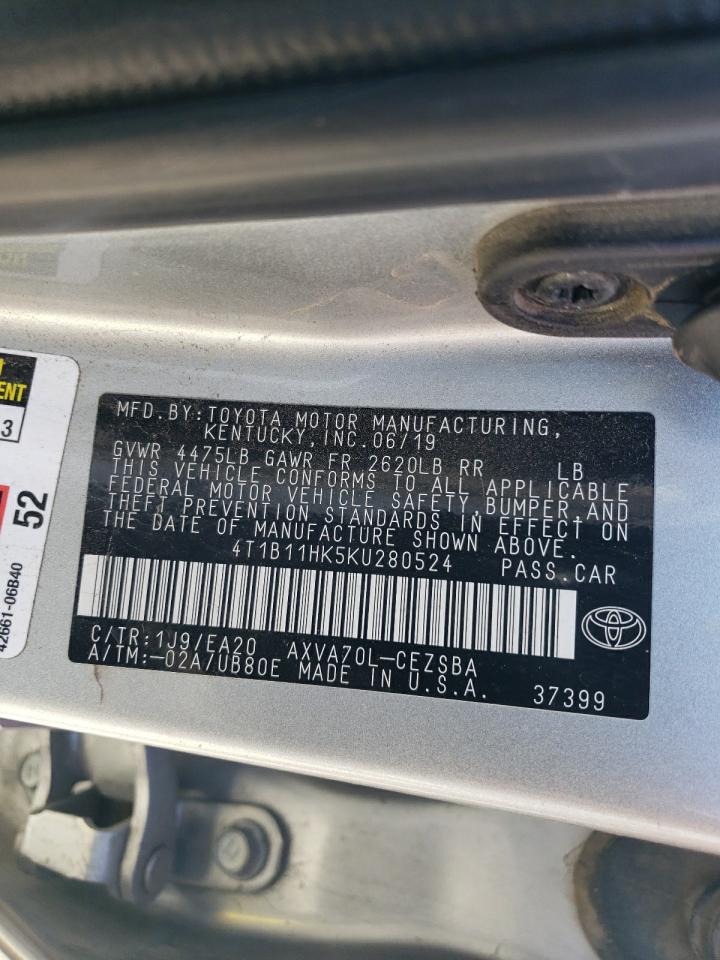 MFD.BY:TOYOTA MOTOR MANUFACTURING,
KENTUCKY,INC.06/19
GVWR 4475LB GAWR FR 2620LB RR LB
THIS VEHICLE CONFORMS TO ALL APPLICABLE
FEDERAL MOTOR VEHICLE SAFETY,BUMPER,AND
THEFT PREVENTION STANDARDS IN EFFECT ON
THE DATE OF MANUFACTURE SHOWN ABOVE.
4T1B11HK5KU280524 PASS.CAR
C/TR:1J9/EA20 AXVA70L-CEZSBA
A/TM:-02A/UB80E MADE IN U.S.A. 37399
3
52
42661-06B40